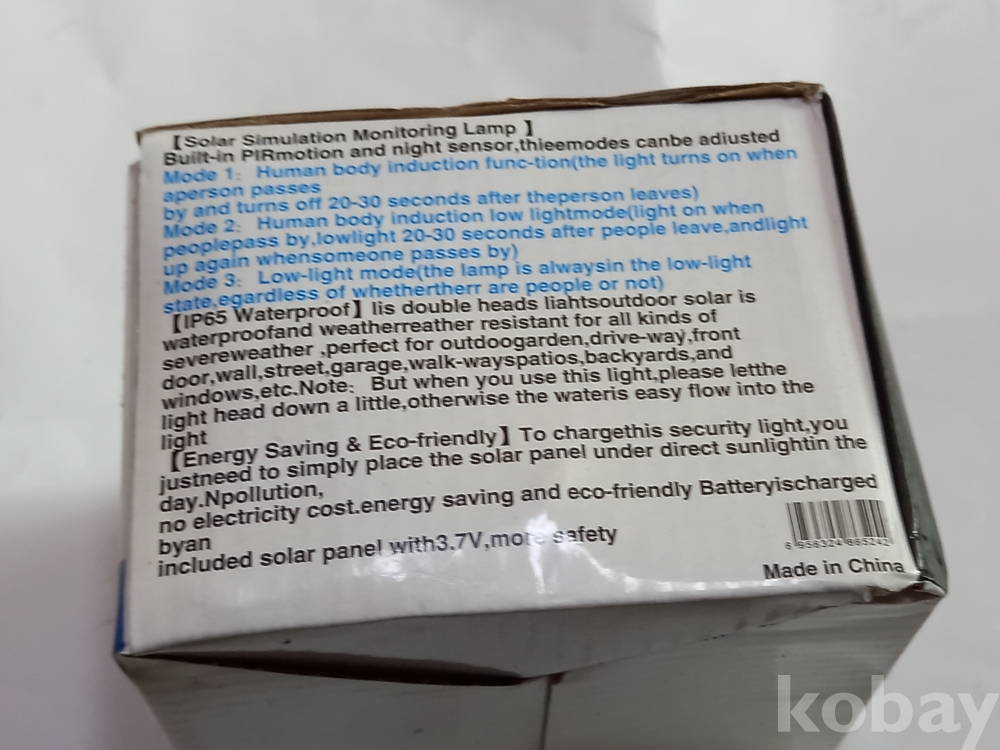 【Solar Simulation Monitoring Lamp 】
Built-in PIRmotion and night sensor,thieemodes canbe adiusted
Mode 1： Human body induction func-tion(the light turns on when
aperson passes
by and turns off 20-30 seconds after theperson leaves)
Mode 2： Human body induction low lightmode(light on when
peoplepass by,lowlight 20-30 seconds after people leave,andlight
up again whensomeone passes by)
Mode 3： Low-light mode(the lamp is alwaysin the low-light
state,egardless of whethertherr are people or not)
【IP65 Waterproof】lis double heads liahtsoutdoor solar is
waterproofand weatherreather resistant for all kinds of
severeweather ,perfect for outdoogarden,drive-way,front
door,wall,street,garage,walk-wayspatios,backyards,and
windows,etc.Note： But when you use this light,please letthe
light head down a little,otherwise the wateris easy flow into the
light
【Energy Saving & Eco-friendly】To chargethis security light,you
justneed to simply place the solar panel under direct sunlightin the
day.Npollution,
no electricity cost.energy saving and eco-friendly Batteryischarged
byan
included solar panel with3.7V,more safety
Made in China
kobay